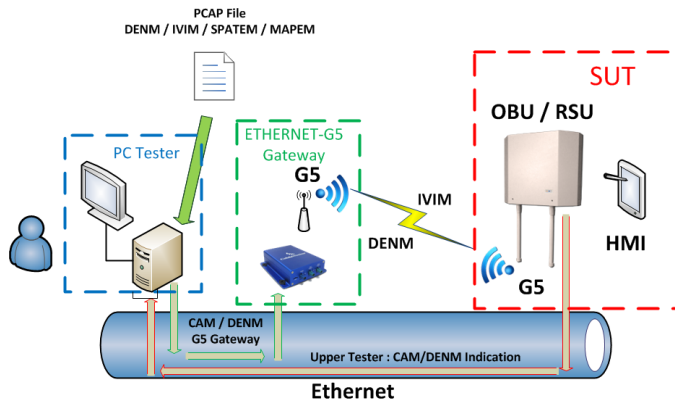 PCAP File
DENM / IVIM / SPATEM / MAPEM
SUT
OBU / RSU
ETHERNET-G5
Gateway
PC Tester
G5
IVIM
DENM
HMI
G5
CAM / DENM
G5 Gateway
Upper Tester : CAM/DENM Indication
Ethernet